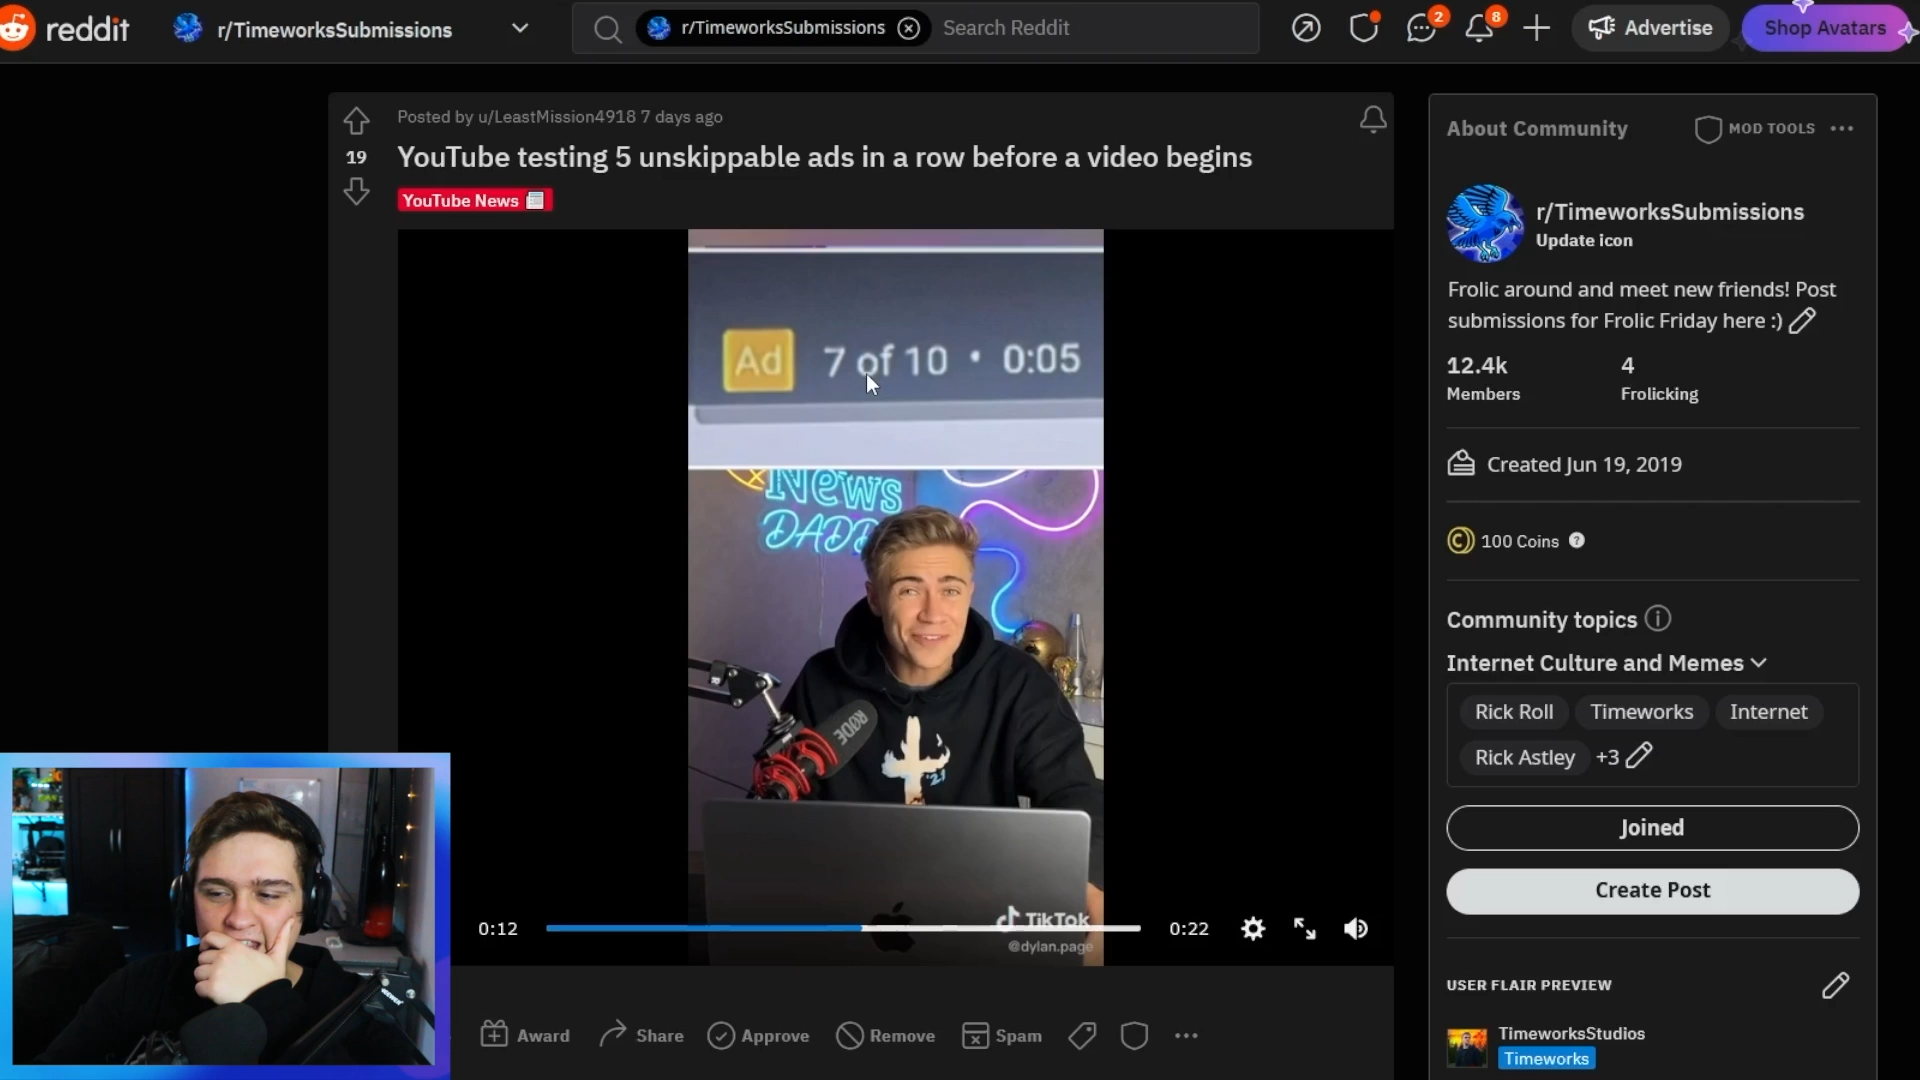 reddit
r/TimeworksSubmissions
r/TimeworksSubmissions
Search Reddit
2
8
Advertise
Shop Avatars
Posted by u/LeastMission4918 7 days ago
19
YouTube testing 5 unskippable ads in a row before a video begins
YouTube News
Ad 7 of 10 • 0:05
News
DADD
RØDE
'21
TikTok
@dylan.page
0:12
0:22
Award
Share
Approve
Remove
Spam
About Community
MOD TOOLS
r/TimeworksSubmissions
Update icon
Frolic around and meet new friends! Post
submissions for Frolic Friday here :)
12.4k
Members
4
Frolicking
Created Jun 19, 2019
100 Coins
Community topics
Internet Culture and Memes
Rick Roll
Timeworks
Internet
Rick Astley
+3
Joined
Create Post
USER FLAIR PREVIEW
TimeworksStudios
Timeworks